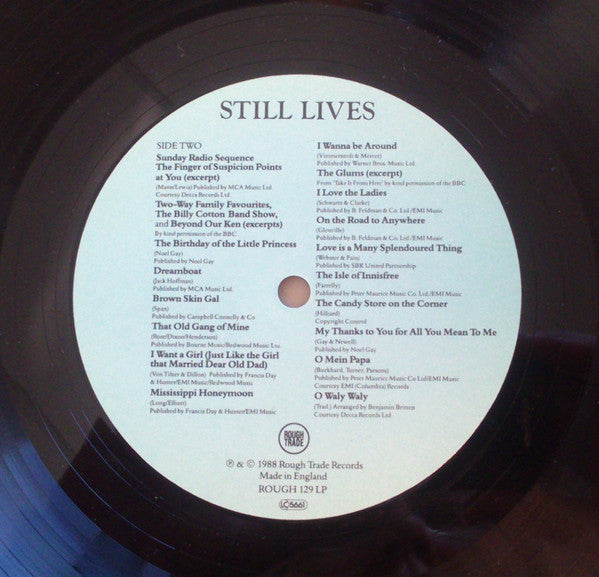 STILL LIVES
SIDE TWO
Sunday Radio Sequence
The Finger of Suspicion Points
at You (excerpt)
(Mann/Lewis) Published by MCA Music Ltd.
Courtesy Decca Records Ltd.
Two-Way Family Favourites,
The Billy Cotton Band Show,
and Beyond Our Ken (excerpts)
By kind permission of the BBC
The Birthday of the Little Princess
(Noel Gay)
Published by Noel Gay
Dreamboat
(Jack Hoffman)
Published by MCA Music Ltd.
Brown Skin Gal
(Span)
Published by Campbell Connelly & Co.
That Old Gang of Mine
(Rose/Dixon/Henderson)
Published by Bourne Music/Redwood Music Ltd.
I Want a Girl (Just Like the Girl
that Married Dear Old Dad)
(Von Tilzer & Dillon) Published by Francis Day
& Hunter/EMI Music/Redwood Music
Mississippi Honeymoon
(Long/Elliott)
Published by Francis Day & Hunter/EMI Music
I Wanna be Around
(Vimmerstedt & Mercer)
Published by Warner Bros. Music Ltd.
The Glums (excerpt)
From 'Take It From Here' by kind permission of the BBC
I Love the Ladies
(Schwartz & Clarke)
Published by B. Feldman & Co. Ltd./EMI Music
On the Road to Anywhere
(Glenville)
Published by B. Feldman & Co. Ltd./EMI Music
Love is a Many Splendoured Thing
(Webster & Fain)
Published by SBK United Partnership
The Isle of Innisfree
(Farrelly)
Published by Peter Maurice Music Co. Ltd/EMI Music
The Candy Store on the Corner
(Hilliard)
Copyright Control
My Thanks to You for All You Mean To Me
(Gay & Newell)
Published by Noel Gay
O Mein Papa
(Burkhard, Turner, Parsons)
Published by Peter Maurice Music Co Ltd/EMI Music
Courtesy EMI (Columbia) Records
O Waly Waly
(Trad.) Arranged by Benjamin Britten
Courtesy Decca Records Ltd.
ROUGH
TRADE
℗ & © 1988 Rough Trade Records
Made in England
ROUGH 129 LP
LC 5661